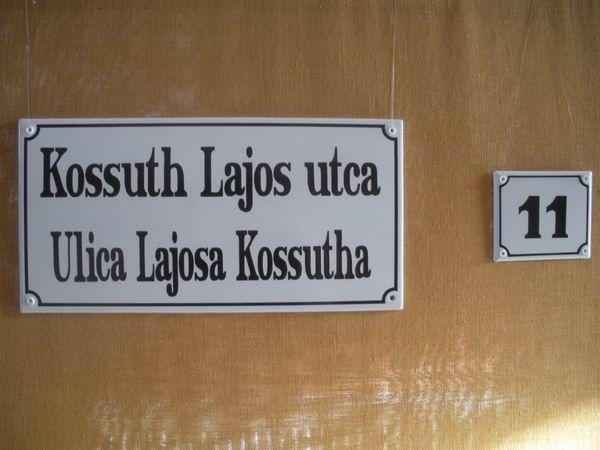 Kossuth Lajos utca
Ulica Lajosa Kossutha
11